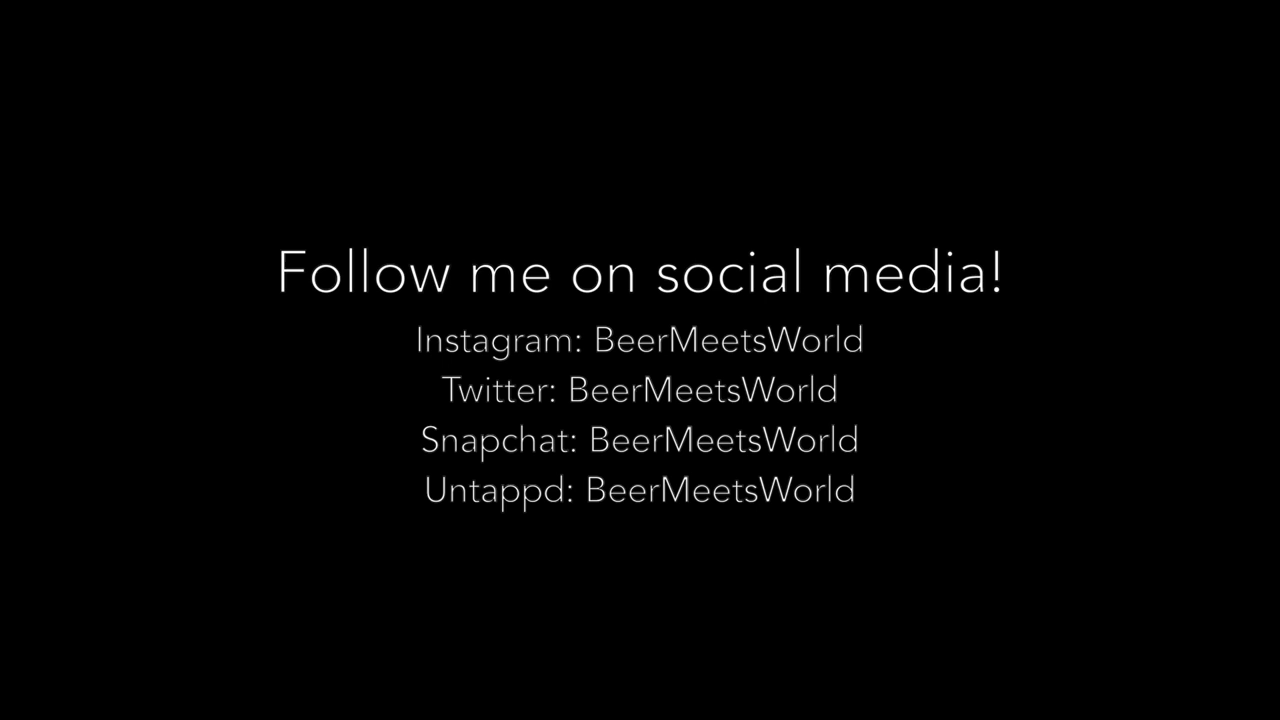 Follow me on social media!
Instagram: BeerMeetsWorld
Twitter: BeerMeetsWorld
Snapchat: BeerMeetsWorld
Untappd: BeerMeetsWorld